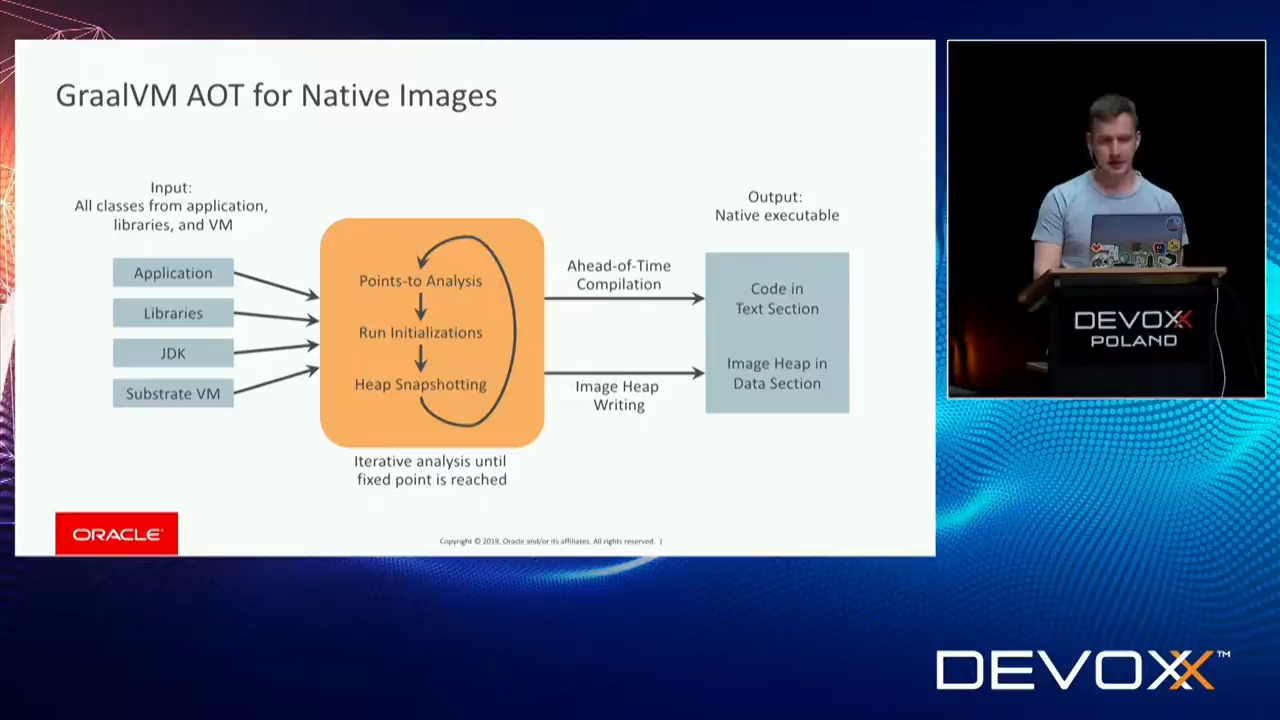 GraalVM AOT for Native Images
Input:
All classes from application,
libraries, and VM
Application
Libraries
JDK
Substrate VM
Points-to Analysis
Run Initializations
Heap Snapshotting
Iterative analysis until
fixed point is reached
Ahead-of-Time
Compilation
Image Heap
Writing
Output:
Native executable
Code in
Text Section
Image Heap in
Data Section
ORACLE
Copyright © 2019, Oracle and/or its affiliates. All rights reserved. |
DEVOXX
POLAND
DEVOXX™